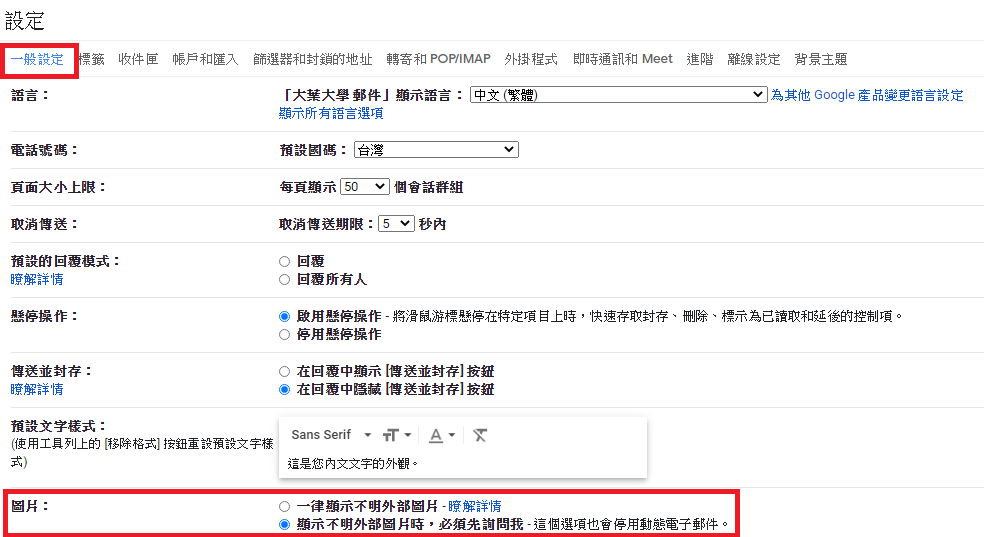 設定
一般設定 標籤 收件匣 帳戶和匯入 篩選器和封鎖的地址 轉寄和 POP/IMAP 外掛程式 即時通訊和 Meet 進階 離線設定 背景主題
語言： 「大葉大學 郵件」顯示語言： 中文 (繁體) 為其他 Google 產品變更語言設定
顯示所有語言選項
電話號碼： 預設國碼： 台灣
頁面大小上限： 每頁顯示 50 個會話群組
取消傳送： 取消傳送期限： 5 秒內
預設的回覆模式： 回覆
瞭解詳情 回覆所有人
懸停操作： 啟用懸停操作 - 將滑鼠游標懸停在特定項目上時，快速存取封存、刪除、標示為已讀取和延後的控制項。
停用懸停操作
傳送並封存： 在回覆中顯示 [傳送並封存] 按鈕
瞭解詳情 在回覆中隱藏 [傳送並封存] 按鈕
預設文字樣式： Sans Serif
(使用工具列上的 [移除格式] 按鈕重設預設文字樣
式) 這是您內文文字的外觀。
圖片： 一律顯示不明外部圖片 - 瞭解詳情
顯示不明外部圖片時，必須先詢問我 - 這個選項也會停用動態電子郵件。